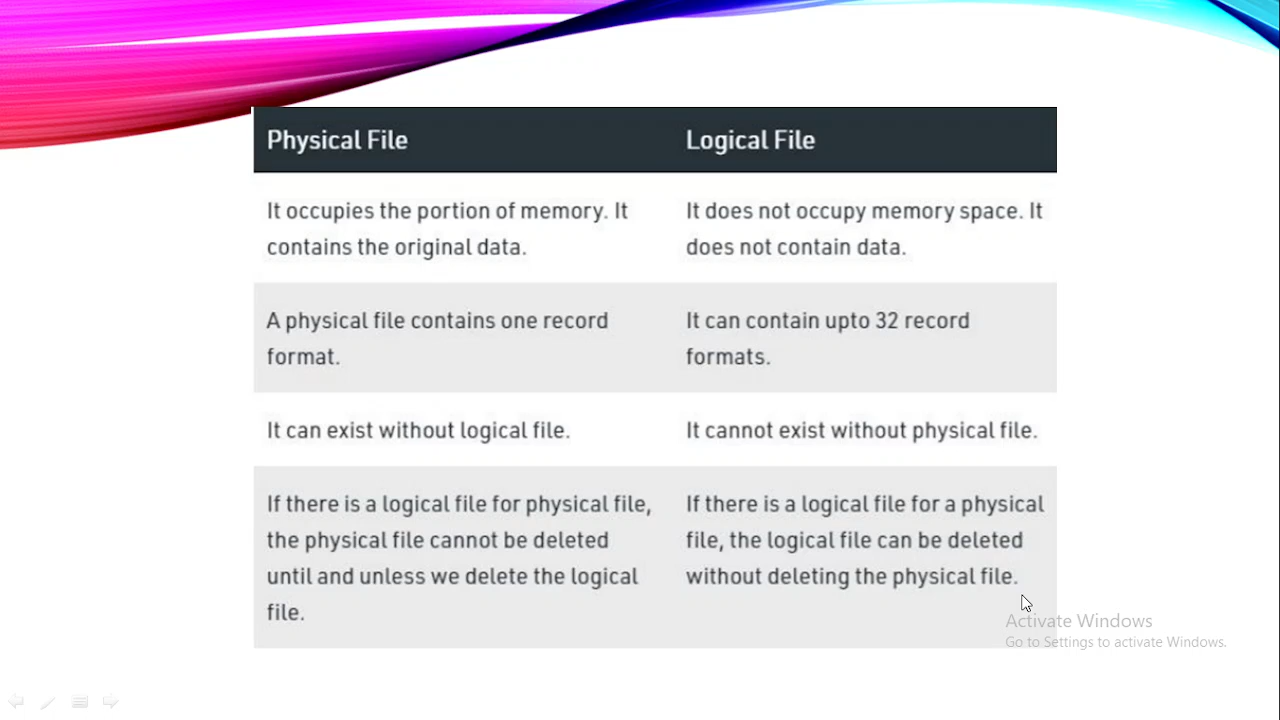 Physical File
Logical File
It occupies the portion of memory. It
contains the original data.
It does not occupy memory space. It
does not contain data.
A physical file contains one record
format.
It can contain upto 32 record
formats.
It can exist without logical file.
It cannot exist without physical file.
If there is a logical file for physical file,
the physical file cannot be deleted
until and unless we delete the logical
file.
If there is a logical file for a physical
file, the logical file can be deleted
without deleting the physical file.
Activate Windows
Go to Settings to activate Windows.